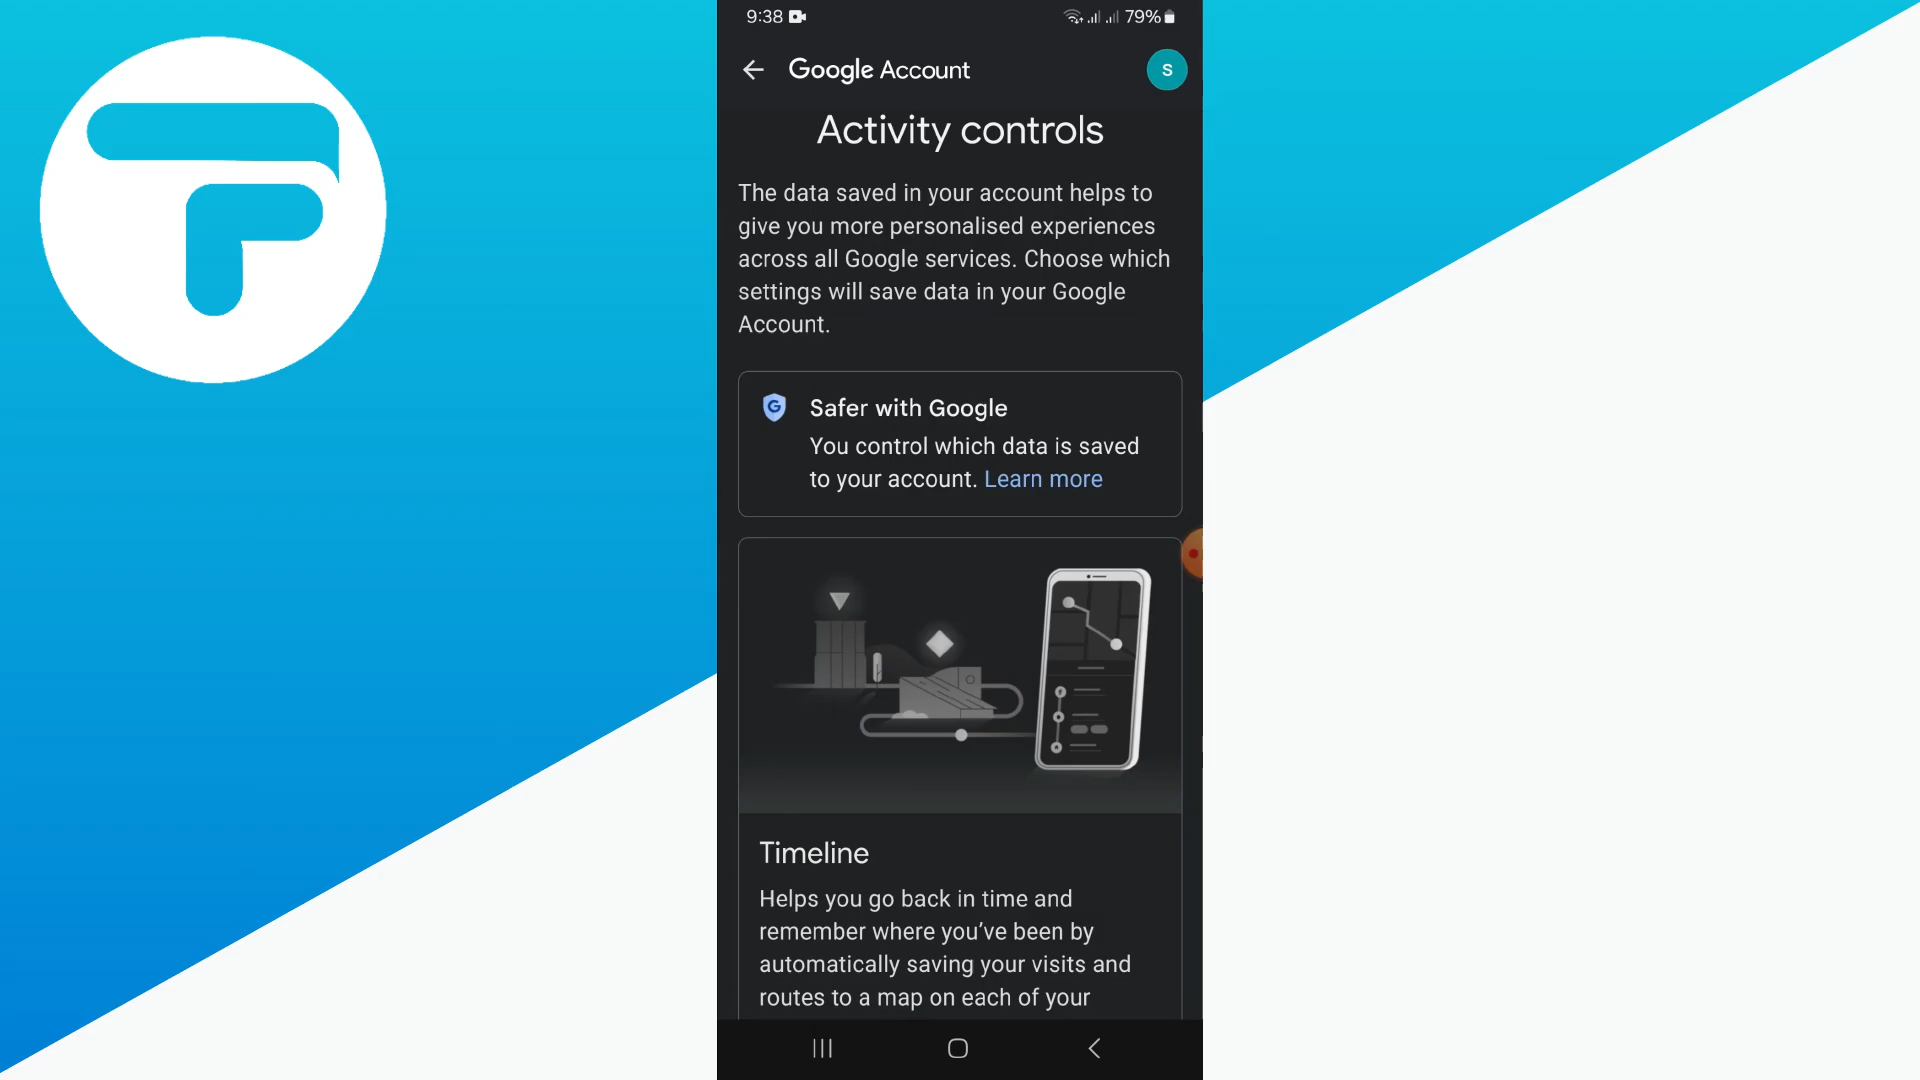 9:38
79%
Google Account
S
Activity controls
The data saved in your account helps to
give you more personalised experiences
across all Google services. Choose which
settings will save data in your Google
Account.
G
Safer with Google
You control which data is saved
to your account. Learn more
Timeline
Helps you go back in time and
remember where you’ve been by
automatically saving your visits and
routes to a map on each of your